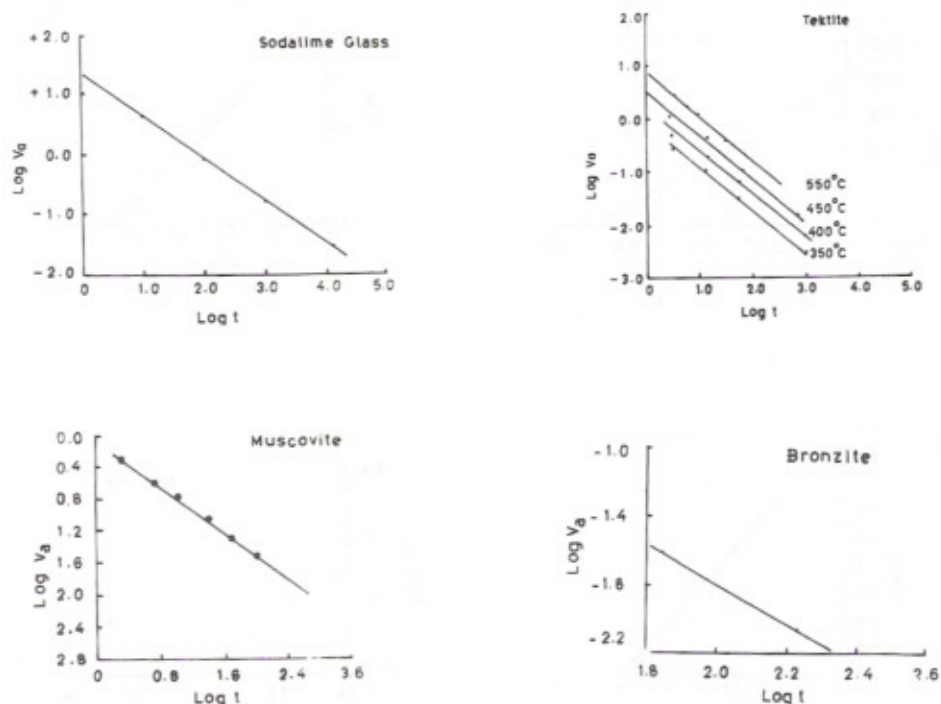 Sodalime Glass
+2.0
+1.0
0.0
-1.0
-2.0
Log Va
0
1.0
2.0
3.0
4.0
5.0
Log t
Tektite
2.0
1.0
0.0
-1.0
-2.0
-3.0
Log Va
550°C
450°C
400°C
350°C
0
1.0
2.0
3.0
4.0
5.0
Log t
Muscovite
0.0
0.4
0.8
1.2
1.6
2.0
2.4
2.8
Log Va
0
0.8
1.6
2.4
3.6
Log t
Bronzite
-1.0
-1.4
-1.8
-2.2
Log Va
1.8
2.0
2.2
2.4
2.6
Log t